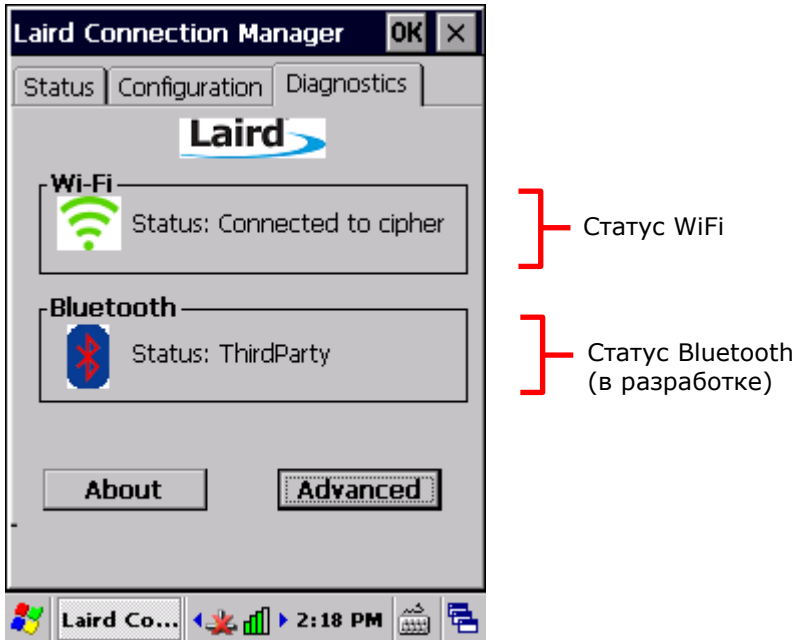 Laird Connection Manager OK ×
Status Configuration Diagnostics
Laird
Wi-Fi
Status: Connected to cipher
Статус WiFi
Bluetooth
Status: ThirdParty
Статус Bluetooth
(в разработке)
About Advanced
Laird Co... 2:18 PM